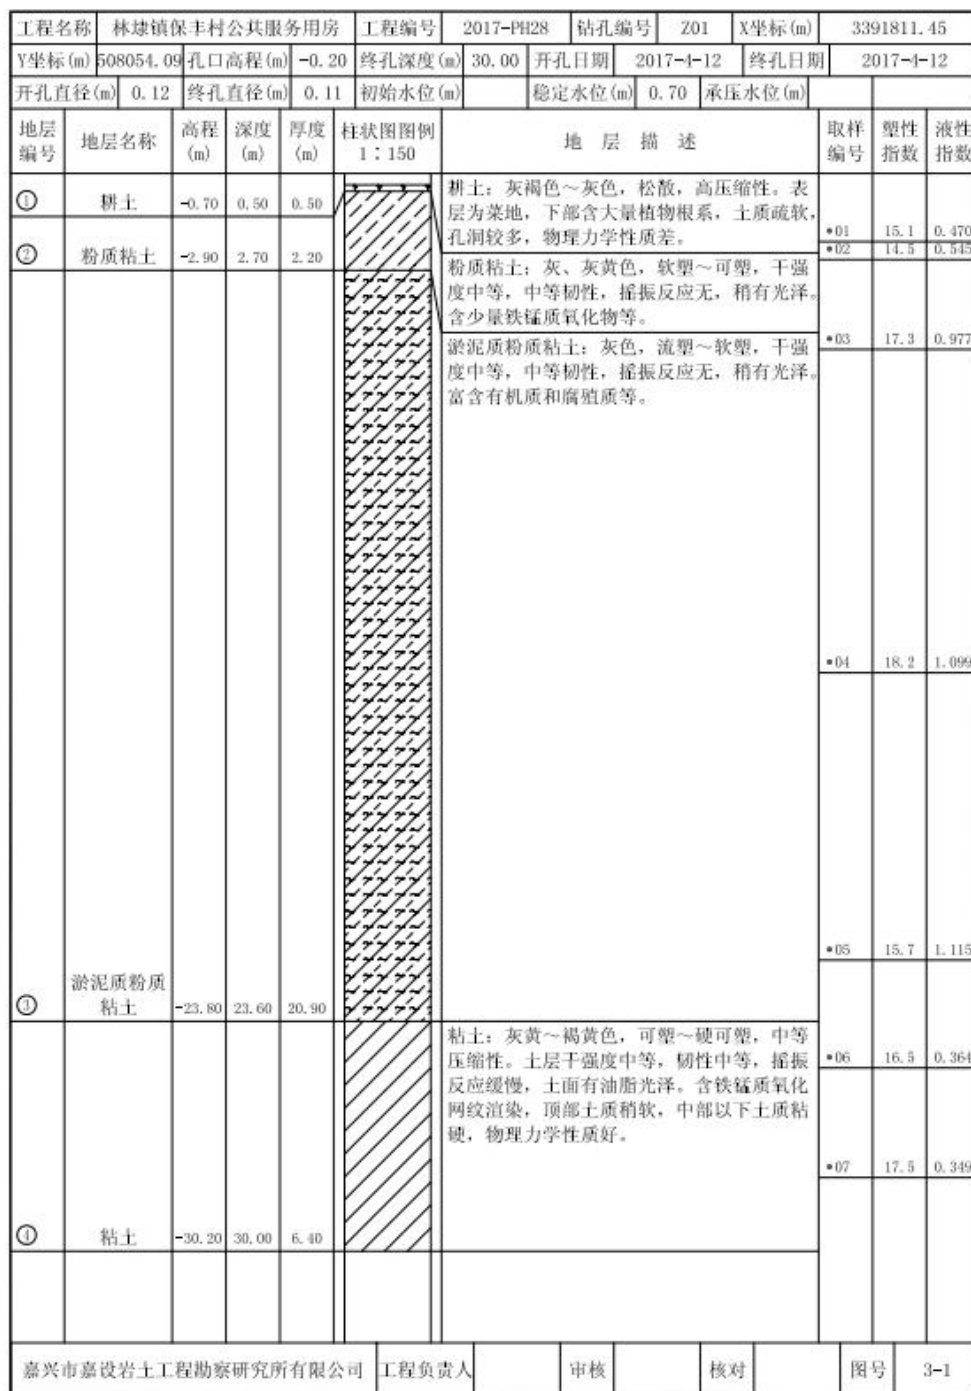 工程名称 林埭镇保丰村公共服务用房 工程编号 2017-PH28 钻孔编号 Z01 X坐标(m) 3391811.45
Y坐标(m) 508054.09 孔口高程(m) -0.20 终孔深度(m) 30.00 开孔日期 2017-4-12 终孔日期 2017-4-12
开孔直径(m) 0.12 终孔直径(m) 0.11 初始水位(m) 稳定水位(m) 0.70 承压水位(m)
地层编号 地层名称 高程(m) 深度(m) 厚度(m) 柱状图图例 1:150 地层描述 取样编号 塑性指数 液性指数
① 耕土 -0.70 0.50 0.50
耕土：灰褐色～灰色，松散，高压缩性。表
层为菜地，下部含大量植物根系，土质疏软，
孔洞较多，物理力学性质差。
•01 15.1 0.470
•02 14.5 0.545
② 粉质粘土 -2.90 2.70 2.20
粉质粘土：灰、灰黄色，软塑～可塑，干强
度中等，中等韧性，摇振反应无，稍有光泽。
含少量铁锰质氧化物等。
•03 17.3 0.977
淤泥质粉质粘土：灰色，流塑～软塑，干强
度中等，中等韧性，摇振反应无，稍有光泽。
富含有机质和腐殖质等。
•04 18.2 1.099
•05 15.7 1.115
淤泥质粉质
③ 粘土 -23.80 23.60 20.90
粘土：灰黄～褐黄色，可塑～硬可塑，中等
压缩性。土层干强度中等，韧性中等，摇振
反应缓慢，土面有油脂光泽。含铁锰质氧化
网纹渲染，顶部土质稍软，中部以下土质粘
硬，物理力学性质好。
•06 16.5 0.364
•07 17.5 0.349
④ 粘土 -30.20 30.00 6.40
嘉兴市嘉设岩土工程勘察研究所有限公司 工程负责人 审核 核对 图号 3-1